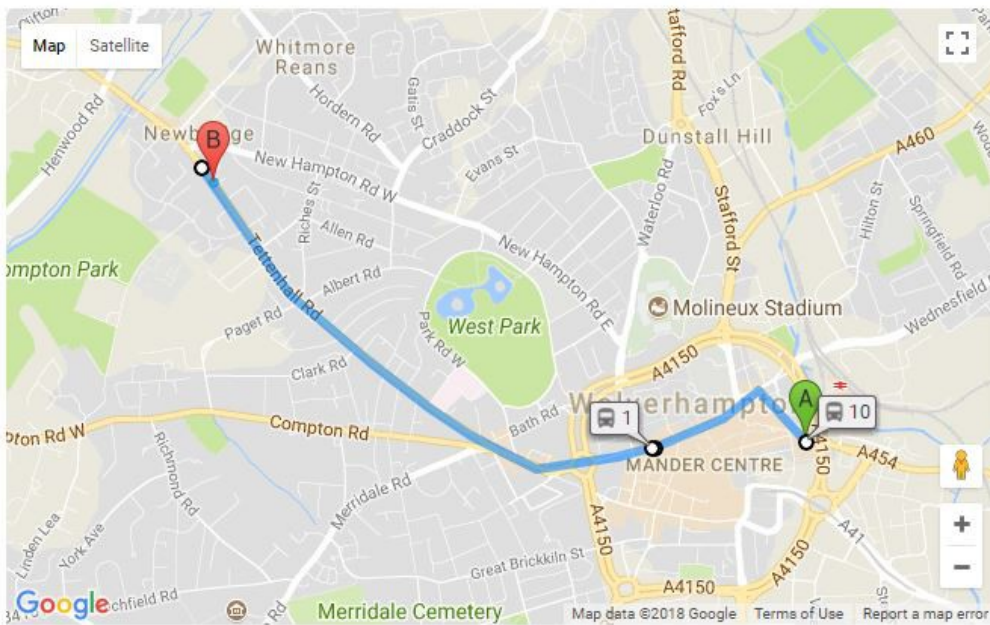 Clifton
Map
Satellite
Whitmore
Reans
Stafford Rd
Fox's Ln
Henwood Rd
Gatis St
Craddock St
Hordern Rd
Newbridge
B
Dunstall Hill
A460
New Hampton Rd W
Evans St
Waterloo Rd
Stafford St
Hilton St
Springfield Rd
Riches St
Allen Rd
New Hampton Rd E
ompton Park
Tettenhall Rd
Albert Rd
Molineux Stadium
Wednesfield
Paget Rd
West Park
Park Rd W
Clark Rd
A4150
Wolverhampton
A
Bath Rd
1
10
pton Rd W
Compton Rd
MANDER CENTRE
A4150
A454
Richmond Rd
Merridale Rd
A4150
A41
Linden Lea
York Ave
Great Brickkiln St
A4150
chfield Rd
Google
Merridale Cemetery
Map data ©2018 Google
Terms of Use
Report a map error